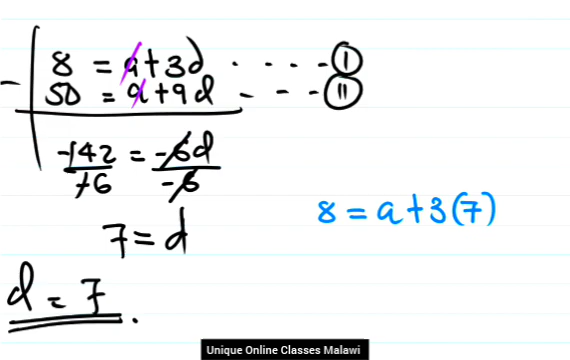 8 = a + 3d . . . . - ①
- 50 = a + 9d - - - ⑪
-42/-6 = -6d/-6
7 = d
8 = a + 3(7)
d = 7.
Unique Online Classes Malawi